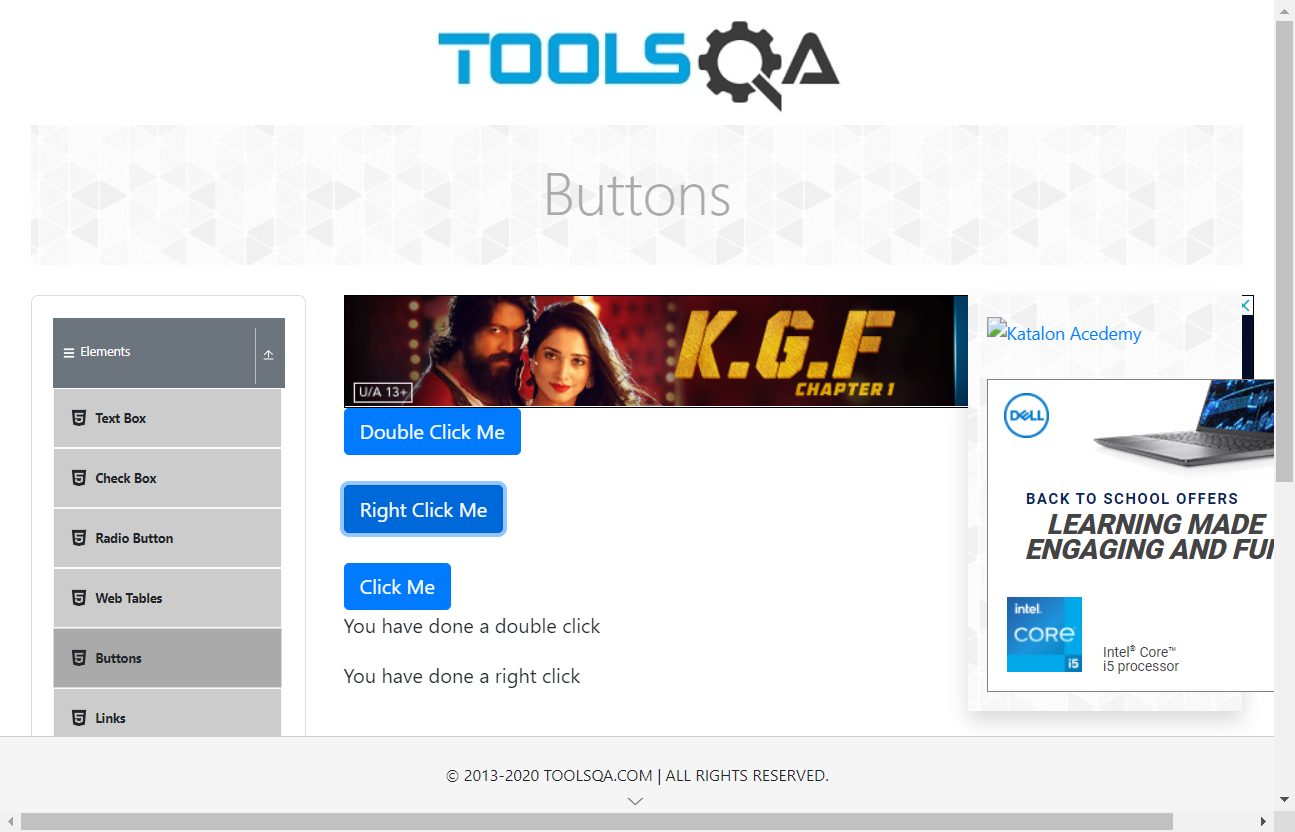 TOOLSQA
Buttons
Elements
Text Box
Check Box
Radio Button
Web Tables
Buttons
Links
K.G.F
CHAPTER 1
U/A 13+
Double Click Me
Right Click Me
Click Me
You have done a double click
You have done a right click
Katalon Acedemy
DELL
BACK TO SCHOOL OFFERS
LEARNING MADE
ENGAGING AND FUN
intel.
CORE
i5
Intel® Core™
i5 processor
© 2013-2020 TOOLSQA.COM | ALL RIGHTS RESERVED.